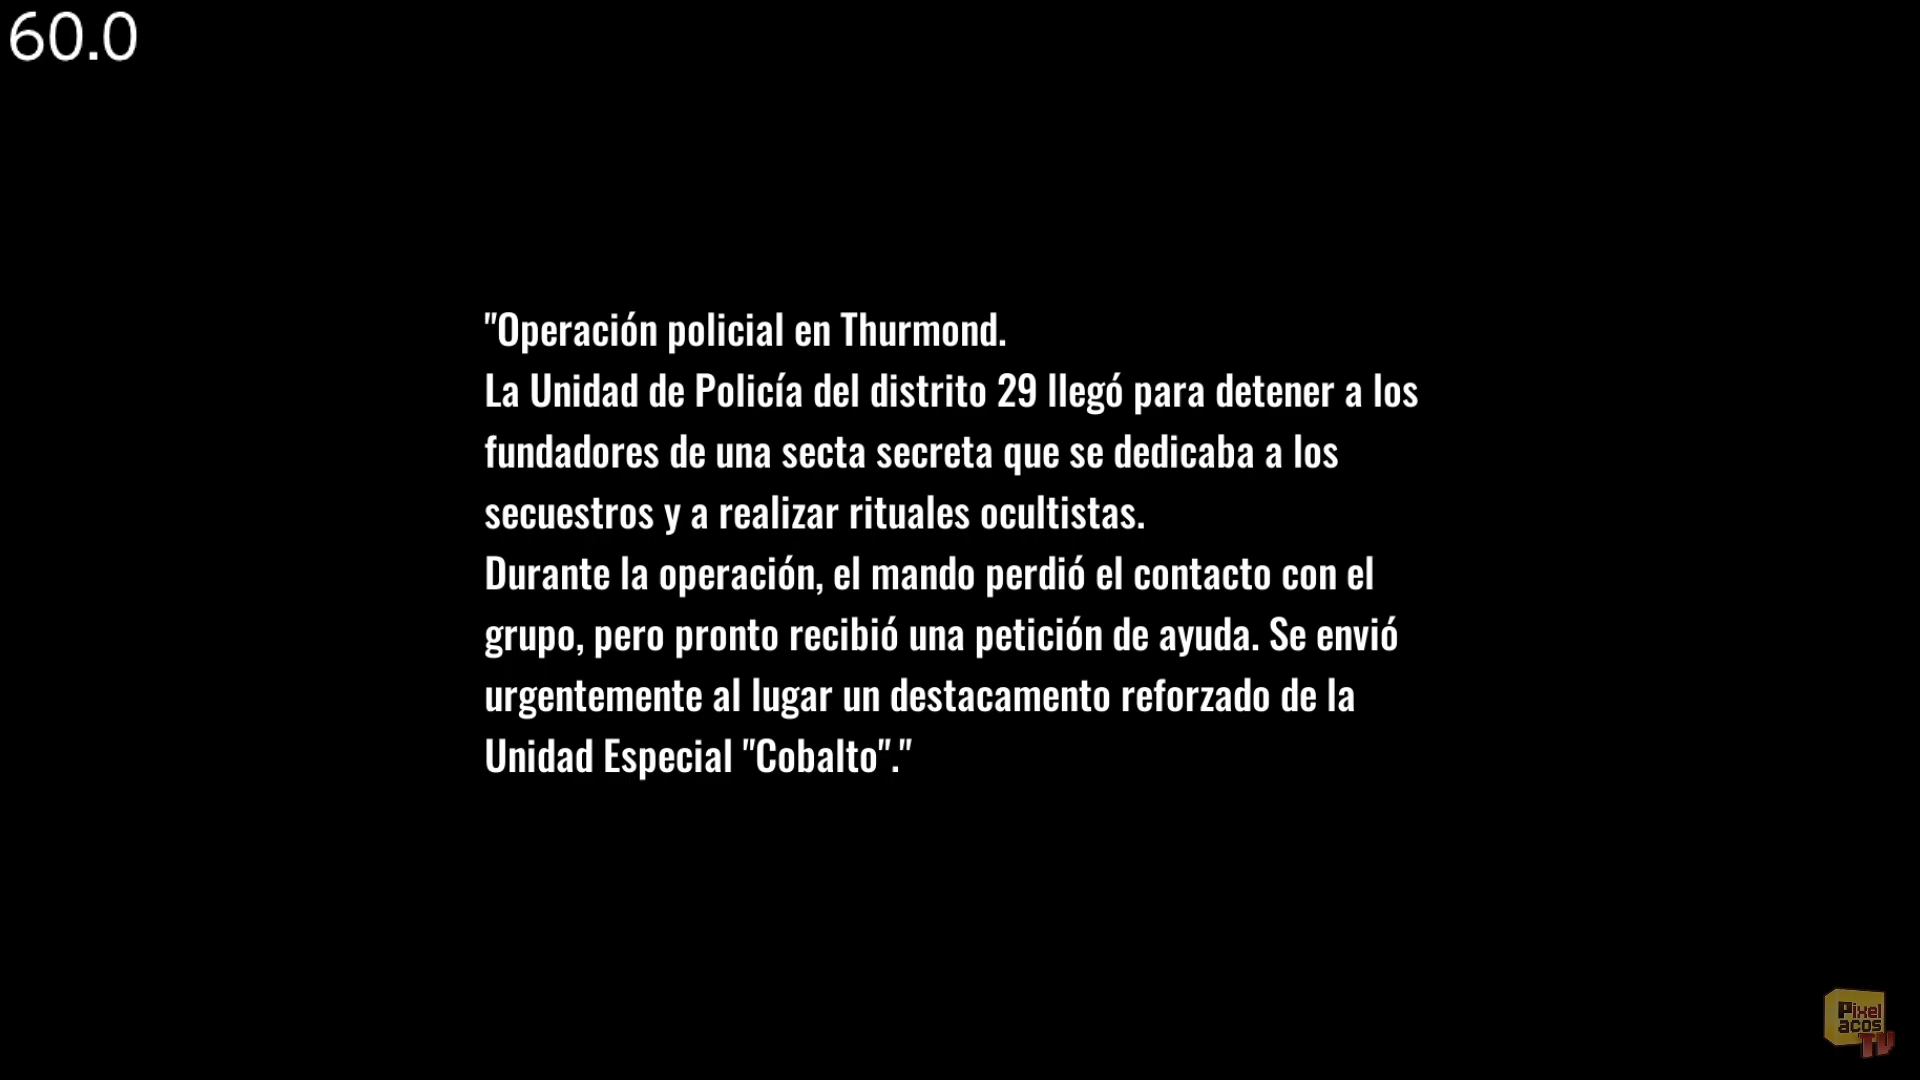 60.0
"Operación policial en Thurmond.
La Unidad de Policía del distrito 29 llegó para detener a los
fundadores de una secta secreta que se dedicaba a los
secuestros y a realizar rituales ocultistas.
Durante la operación, el mando perdió el contacto con el
grupo, pero pronto recibió una petición de ayuda. Se envió
urgentemente al lugar un destacamento reforzado de la
Unidad Especial "Cobalto"."
Pixel
acos
TV